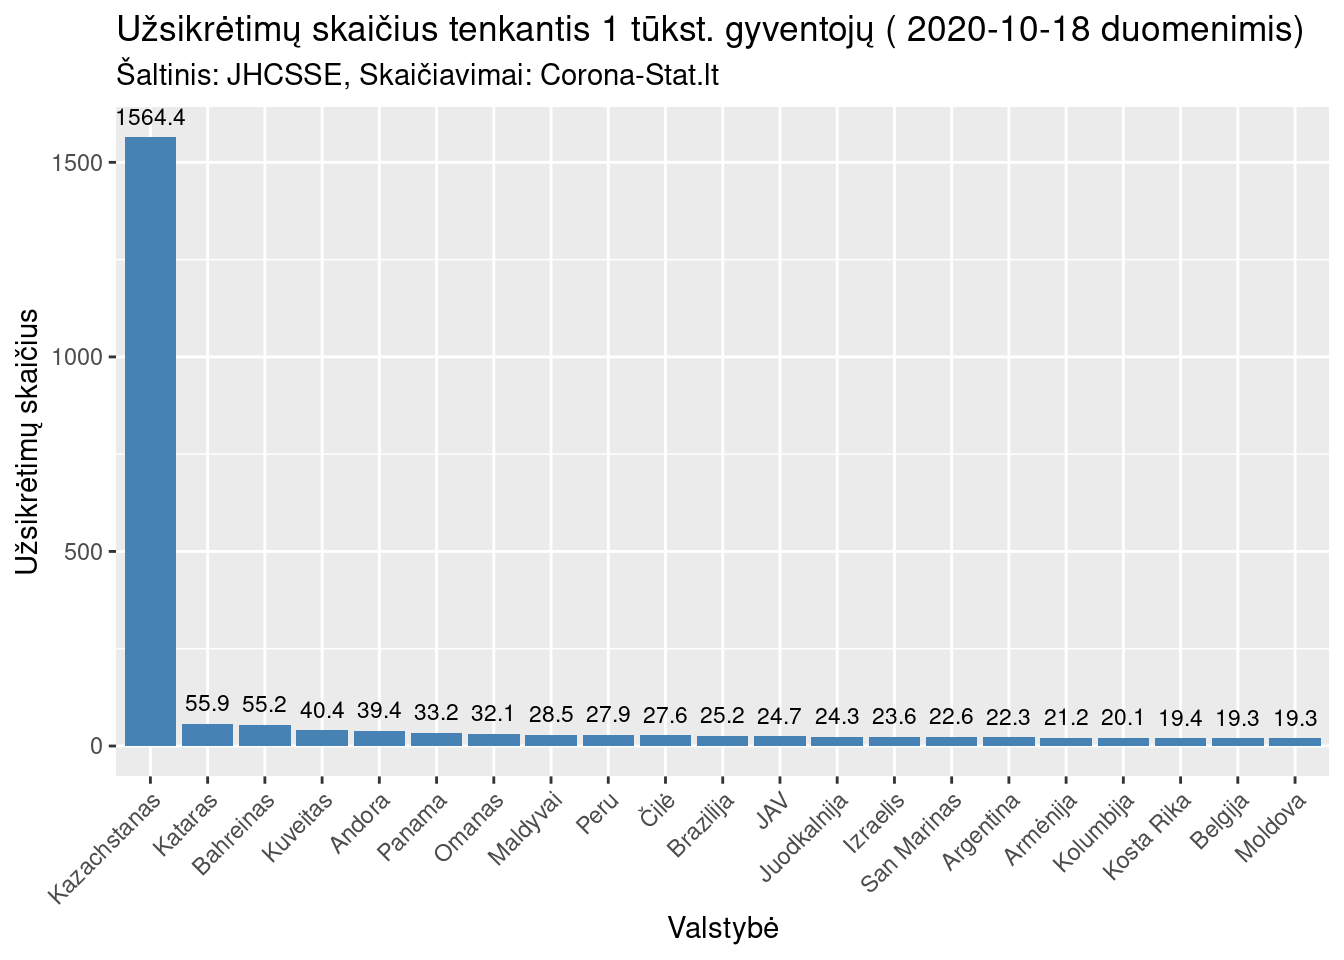 Užsikrėtimų skaičius tenkantis 1 tūkst. gyventojų ( 2020-10-18 duomenimis)
Šaltinis: JHCSSE, Skaičiavimai: Corona-Stat.lt
Užsikrėtimų skaičius
1500
1000
500
0
1564.4
55.9
55.2
40.4
39.4
33.2
32.1
28.5
27.9
27.6
25.2
24.7
24.3
23.6
22.6
22.3
21.2
20.1
19.4
19.3
19.3
Kazachstanas
Kataras
Bahreinas
Kuveitas
Andora
Panama
Omanas
Maldyvai
Peru
Čilė
Brazilija
JAV
Juodkalnija
Izraelis
San Marinas
Argentina
Armėnija
Kolumbija
Kosta Rika
Belgija
Moldova
Valstybė